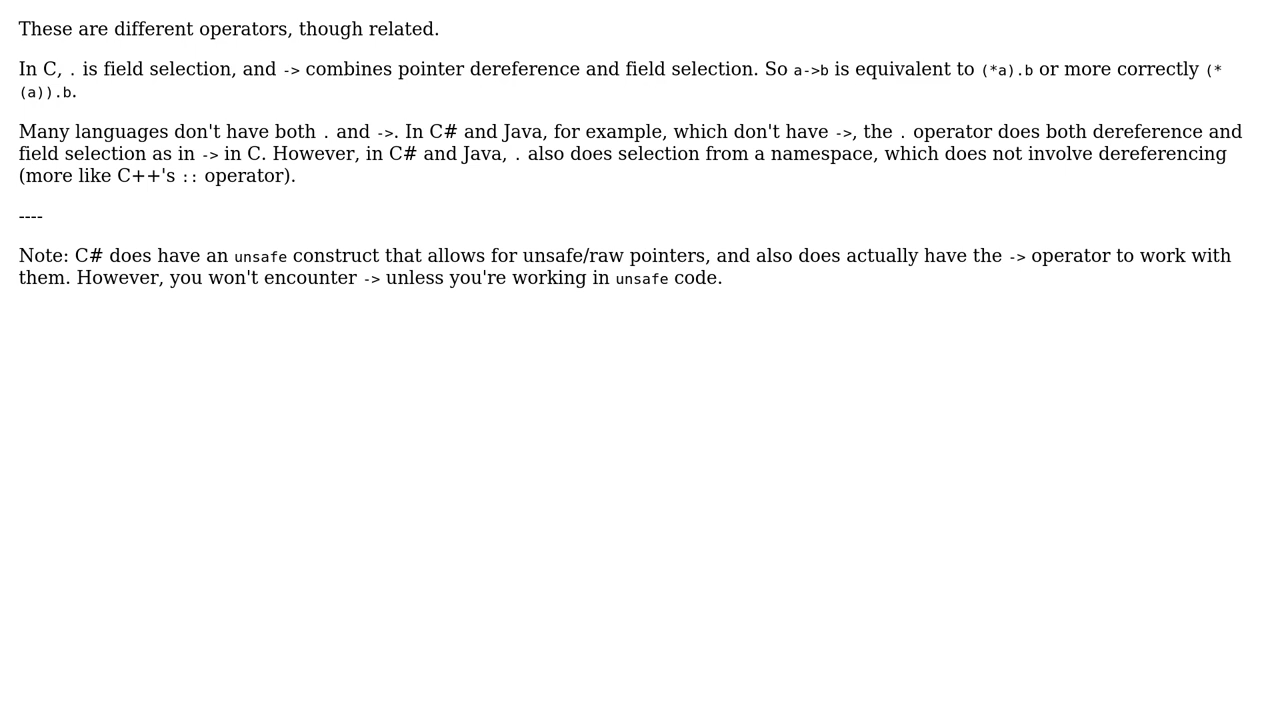 These are different operators, though related.
In C, . is field selection, and -> combines pointer dereference and field selection. So a->b is equivalent to (*a).b or more correctly (*
(a)).b.
Many languages don't have both . and ->. In C# and Java, for example, which don't have ->, the . operator does both dereference and
field selection as in -> in C. However, in C# and Java, . also does selection from a namespace, which does not involve dereferencing
(more like C++'s :: operator).
----
Note: C# does have an unsafe construct that allows for unsafe/raw pointers, and also does actually have the -> operator to work with
them. However, you won't encounter -> unless you're working in unsafe code.